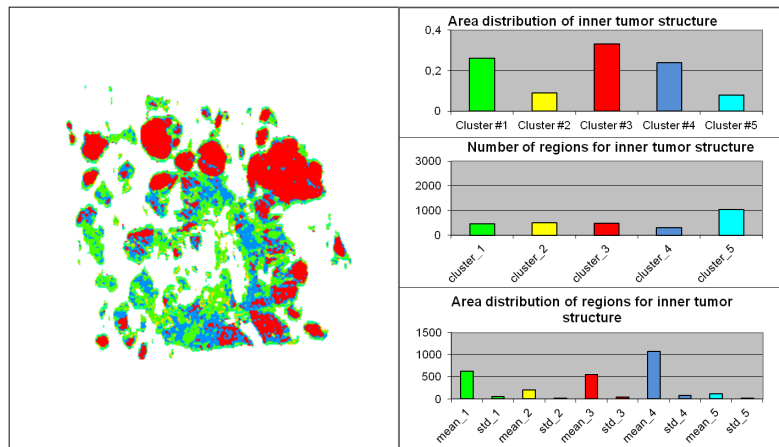 Area distribution of inner tumor structure
0.4
0.2
0
Cluster #1 Cluster #2 Cluster #3 Cluster #4 Cluster #5
Number of regions for inner tumor structure
3000
2000
1000
0
cluster_1 cluster_2 cluster_3 cluster_4 cluster_5
Area distribution of regions for inner tumor
structure
1500
1000
500
0
mean_1 std_1 mean_2 std_2 mean_3 std_3 mean_4 std_4 mean_5 std_5